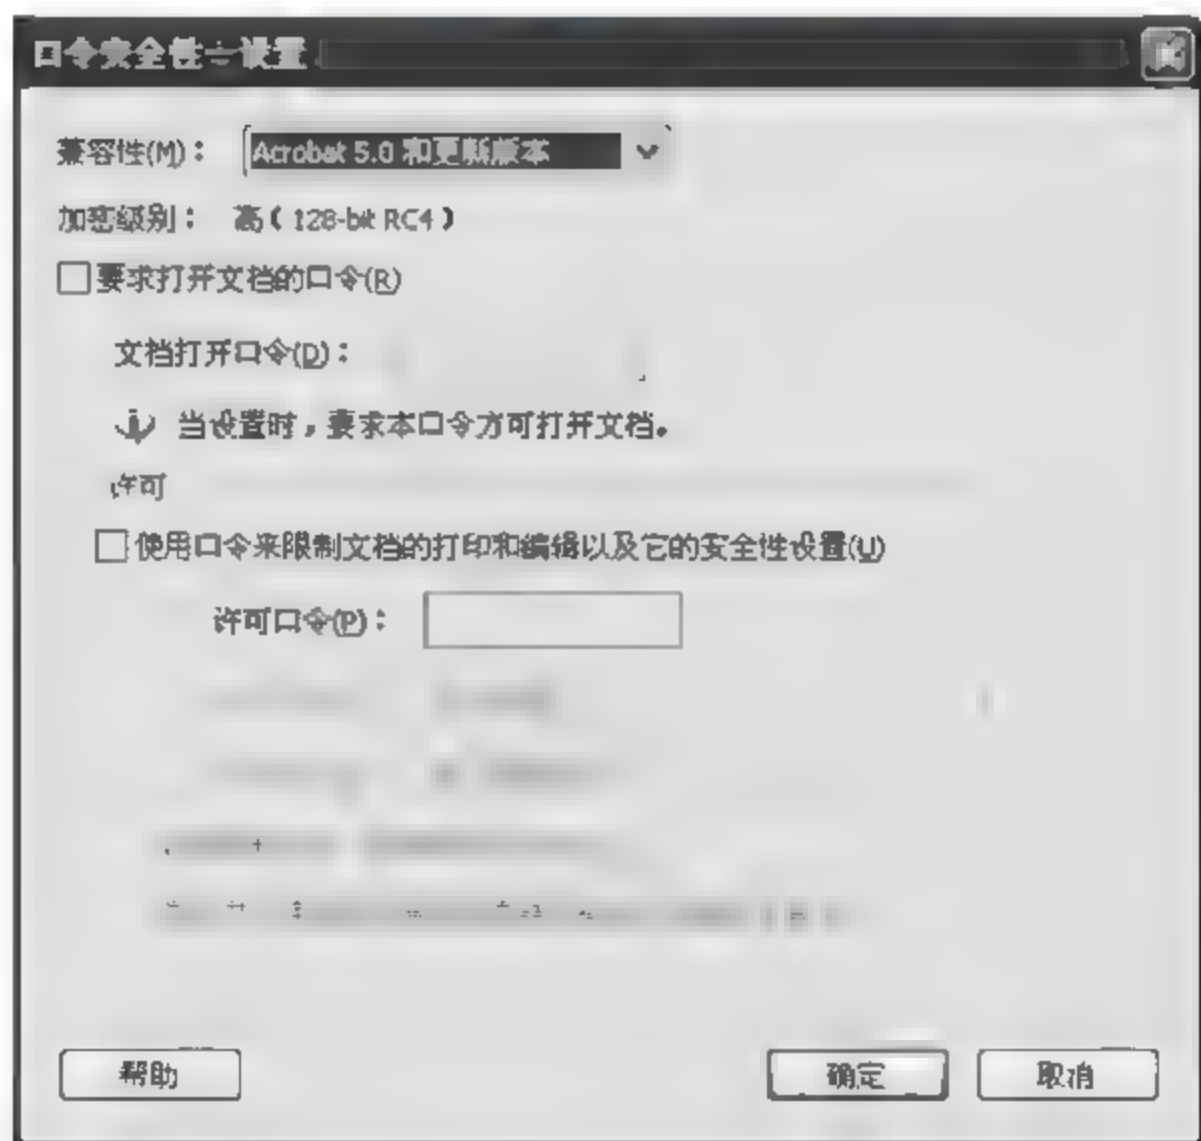 口令安全性 - 设置
兼容性(M)： Acrobat 5.0 和更新版本
加密级别： 高( 128-bit RC4 )
要求打开文档的口令(R)
文档打开口令(D)：
当设置时，要求本口令方可打开文档。
许可
使用口令来限制文档的打印和编辑以及它的安全性设置(U)
许可口令(P)：
帮助 确定 取消